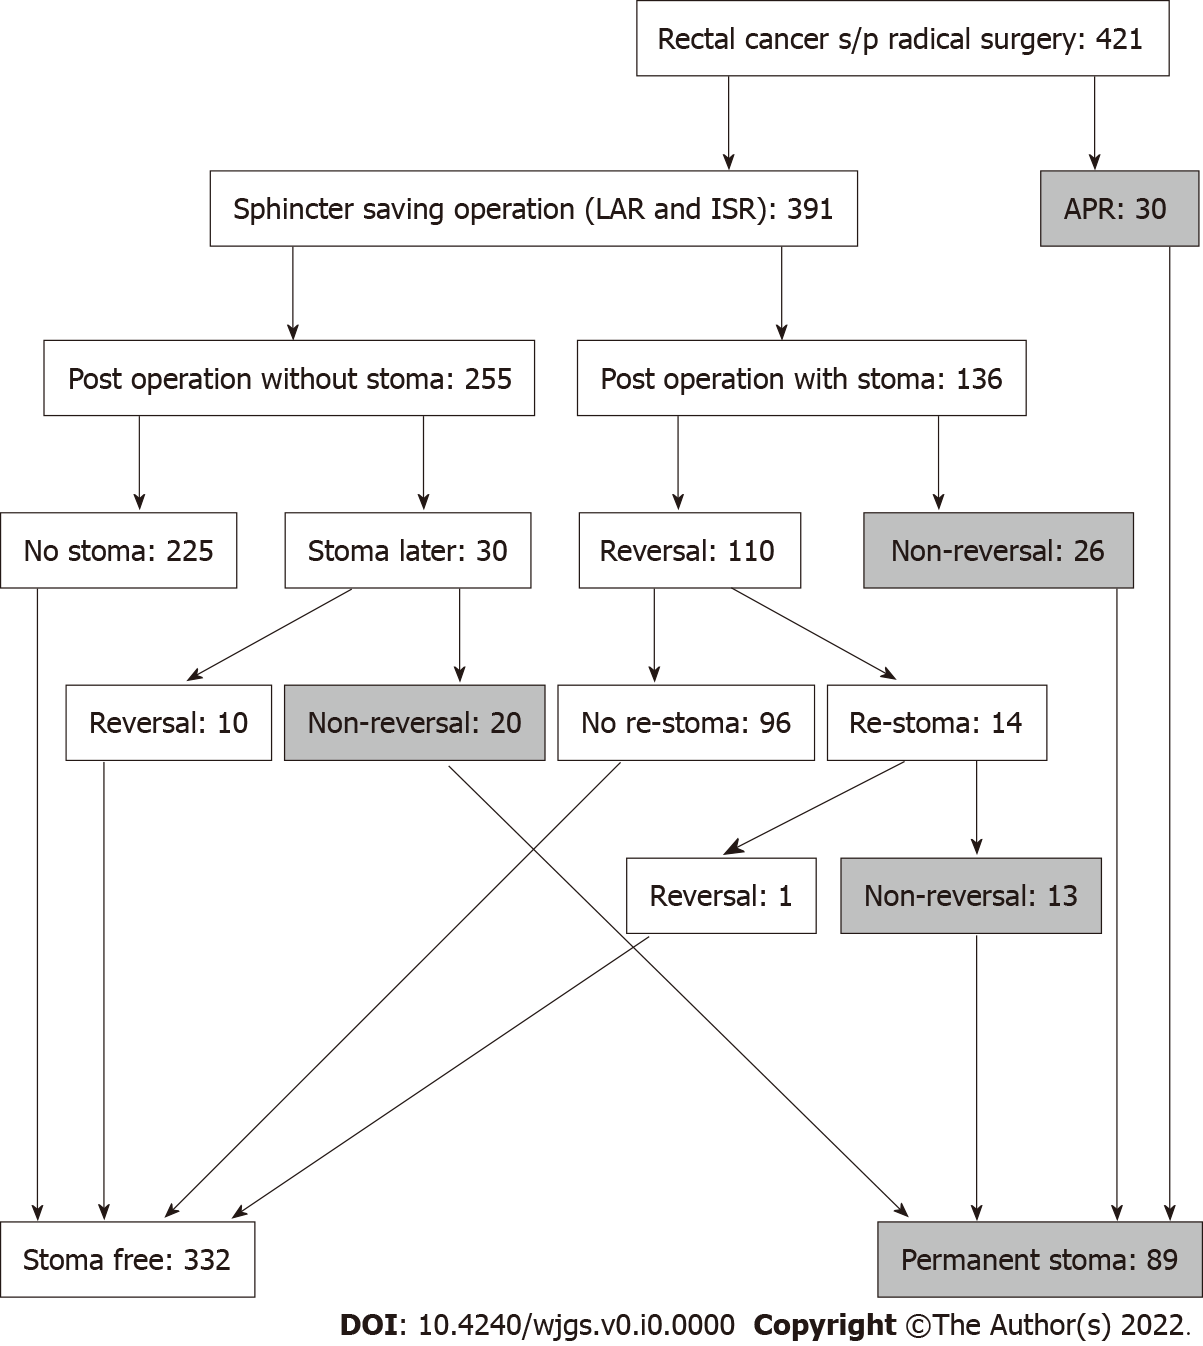 Rectal cancer s/p radical surgery: 421
Sphincter saving operation (LAR and ISR): 391
APR: 30
Post operation without stoma: 255
Post operation with stoma: 136
No stoma: 225
Stoma later: 30
Reversal: 110
Non-reversal: 26
Reversal: 10
Non-reversal: 20
No re-stoma: 96
Re-stoma: 14
Reversal: 1
Non-reversal: 13
Stoma free: 332
Permanent stoma: 89
DOI: 10.4240/wjgs.v0.i0.0000 Copyright ©The Author(s) 2022.